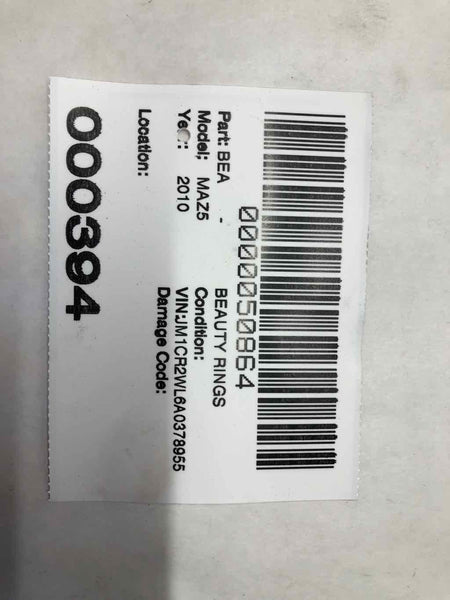 0000050864
Part: BEA - BEAUTY RINGS
Model: MAZ5 Condition:
Year: 2010 VIN:JM1CR2WL6A0378955
Damage Code:
Location:
000394